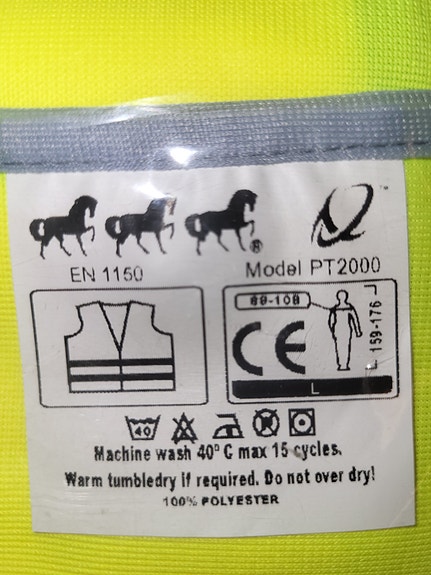 ®
™
EN 1150
Model PT2000
88-108
CE
159-176
L
40
Machine wash 40° C max 15 cycles.
Warm tumbledry if required. Do not over dry!
100% POLYESTER